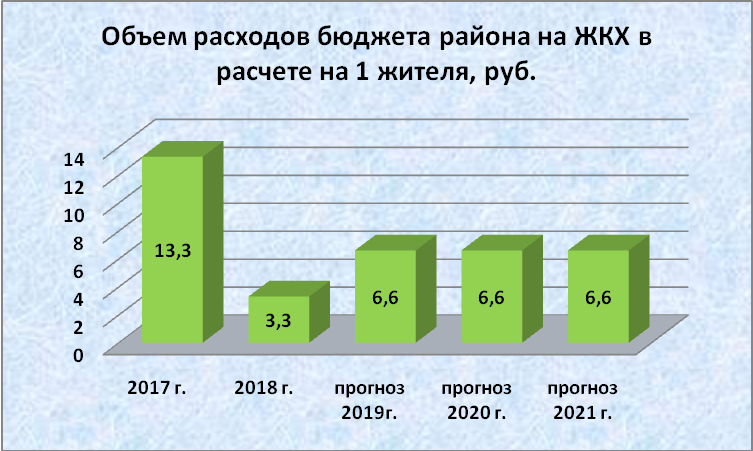 Объем расходов бюджета района на ЖКХ в
расчете на 1 жителя, руб.
14
12
10
8
6
4
2
0
13,3
3,3
6,6
6,6
6,6
2017 г.
2018 г.
прогноз
2019г.
прогноз
2020 г.
прогноз
2021 г.